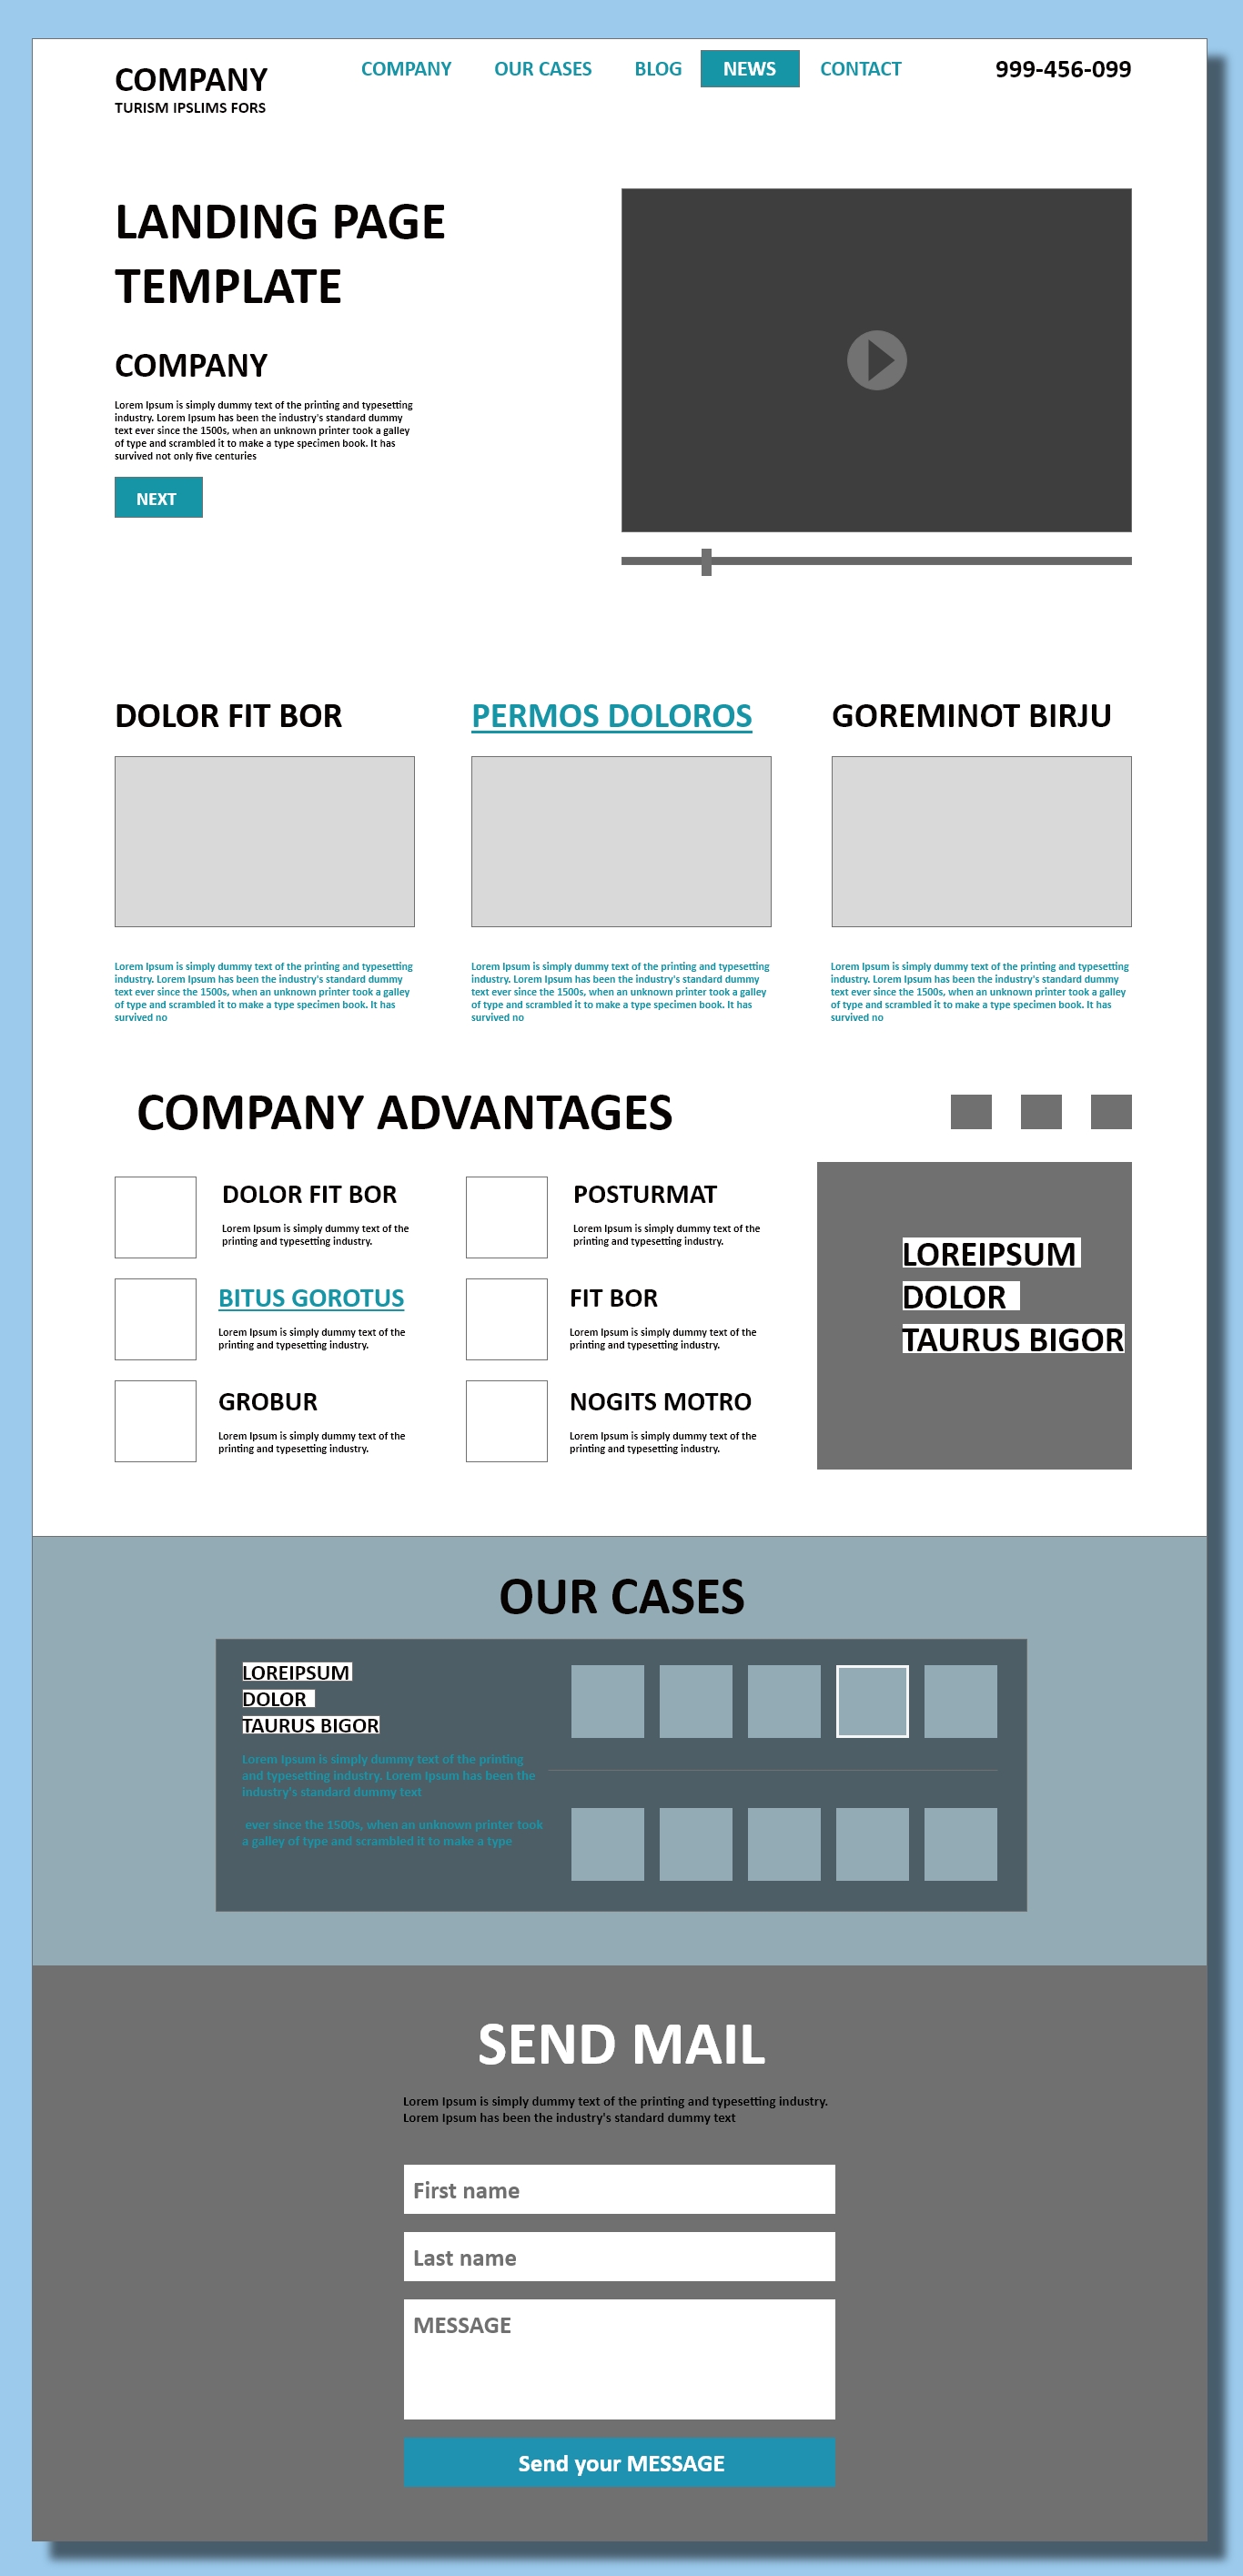 COMPANY
TURISM IPSLIMS FORS
COMPANY OUR CASES BLOG NEWS CONTACT
999-456-099
LANDING PAGE
TEMPLATE
COMPANY
Lorem Ipsum is simply dummy text of the printing and typesetting
industry. Lorem Ipsum has been the industry's standard dummy
text ever since the 1500s, when an unknown printer took a galley
of type and scrambled it to make a type specimen book. It has
survived not only five centuries
NEXT
DOLOR FIT BOR
Lorem Ipsum is simply dummy text of the printing and typesetting
industry. Lorem Ipsum has been the industry's standard dummy
text ever since the 1500s, when an unknown printer took a galley
of type and scrambled it to make a type specimen book. It has
survived no
PERMOS DOLOROS
Lorem Ipsum is simply dummy text of the printing and typesetting
industry. Lorem Ipsum has been the industry's standard dummy
text ever since the 1500s, when an unknown printer took a galley
of type and scrambled it to make a type specimen book. It has
survived no
GOREMINOT BIRJU
Lorem Ipsum is simply dummy text of the printing and typesetting
industry. Lorem Ipsum has been the industry's standard dummy
text ever since the 1500s, when an unknown printer took a galley
of type and scrambled it to make a type specimen book. It has
survived no
COMPANY ADVANTAGES
DOLOR FIT BOR
Lorem Ipsum is simply dummy text of the
printing and typesetting industry.
BITUS GOROTUS
Lorem Ipsum is simply dummy text of the
printing and typesetting industry.
GROBUR
Lorem Ipsum is simply dummy text of the
printing and typesetting industry.
POSTURMAT
Lorem Ipsum is simply dummy text of the
printing and typesetting industry.
FIT BOR
Lorem Ipsum is simply dummy text of the
printing and typesetting industry.
NOGITS MOTRO
Lorem Ipsum is simply dummy text of the
printing and typesetting industry.
LOREIPSUM
DOLOR
TAURUS BIGOR
OUR CASES
LOREIPSUM
DOLOR
TAURUS BIGOR
Lorem Ipsum is simply dummy text of the printing
and typesetting industry. Lorem Ipsum has been the
industry's standard dummy text
ever since the 1500s, when an unknown printer took
a galley of type and scrambled it to make a type
SEND MAIL
Lorem Ipsum is simply dummy text of the printing and typesetting industry.
Lorem Ipsum has been the industry's standard dummy text
First name
Last name
MESSAGE
Send your MESSAGE